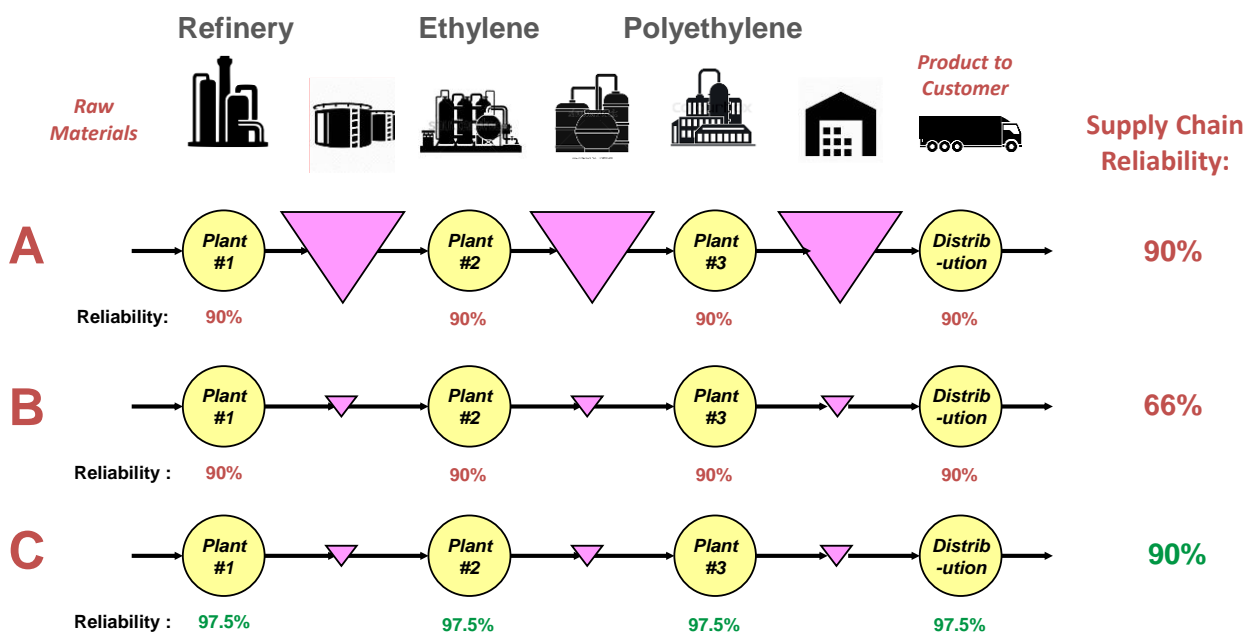 Refinery
Ethylene
Polyethylene
Raw
Materials
Product to
Customer
Supply Chain
Reliability:
A
Plant
#1
Plant
#2
Plant
#3
Distrib
-ution
90%
Reliability:
90%
90%
90%
90%
B
Plant
#1
Plant
#2
Plant
#3
Distrib
-ution
66%
Reliability :
90%
90%
90%
90%
C
Plant
#1
Plant
#2
Plant
#3
Distrib
-ution
90%
Reliability :
97.5%
97.5%
97.5%
97.5%